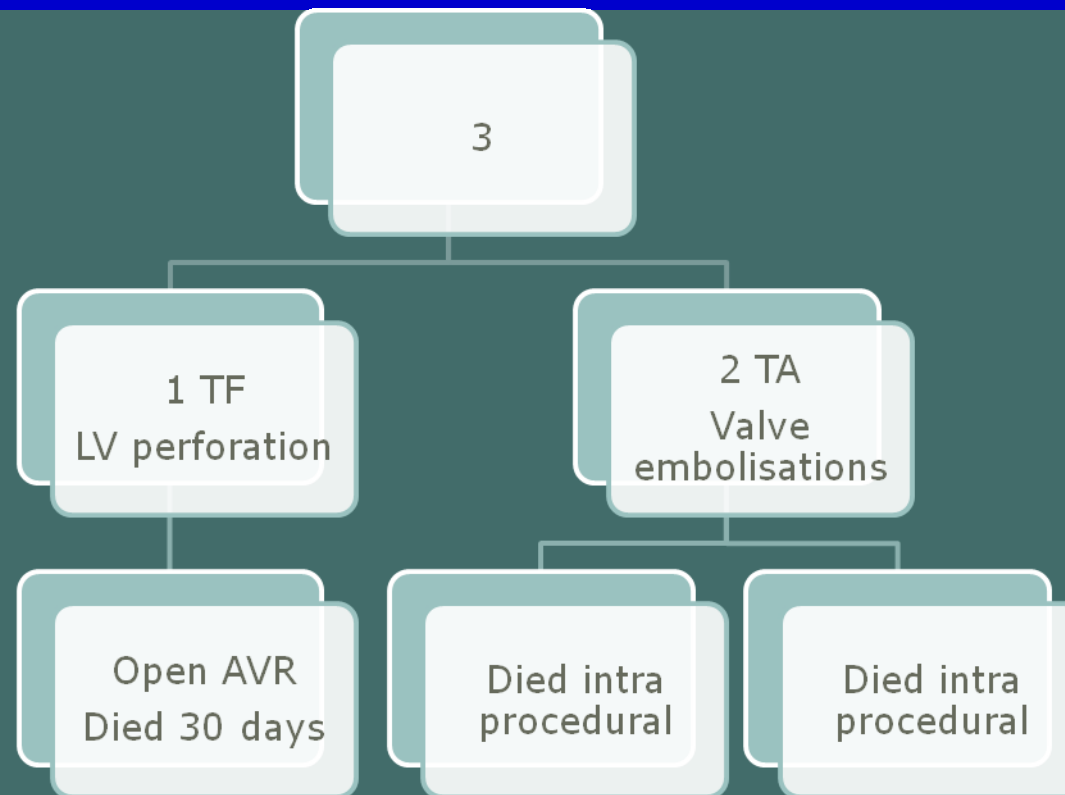 3
1 TF
LV perforation
2 TA
Valve
embolisations
Open AVR
Died 30 days
Died intra
procedural
Died intra
procedural